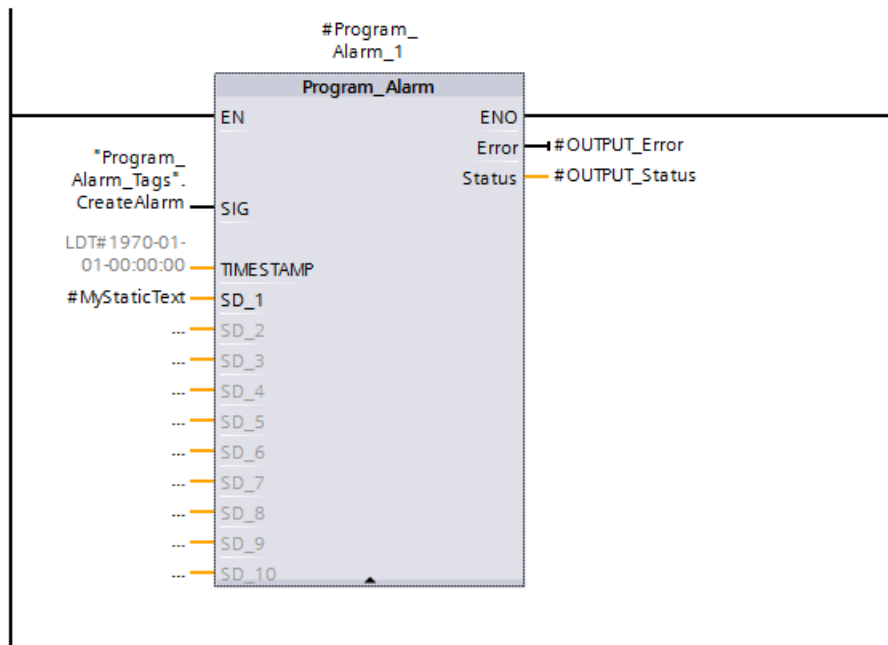 #Program_
Alarm_1
Program_Alarm
EN
ENO
Error
#OUTPUT_Error
Status
#OUTPUT_Status
"Program_
Alarm_Tags".
CreateAlarm
SIG
LDT#1970-01-
01-00:00:00
TIMESTAMP
#MyStaticText
SD_1
... SD_2
... SD_3
... SD_4
... SD_5
... SD_6
... SD_7
... SD_8
... SD_9
... SD_10